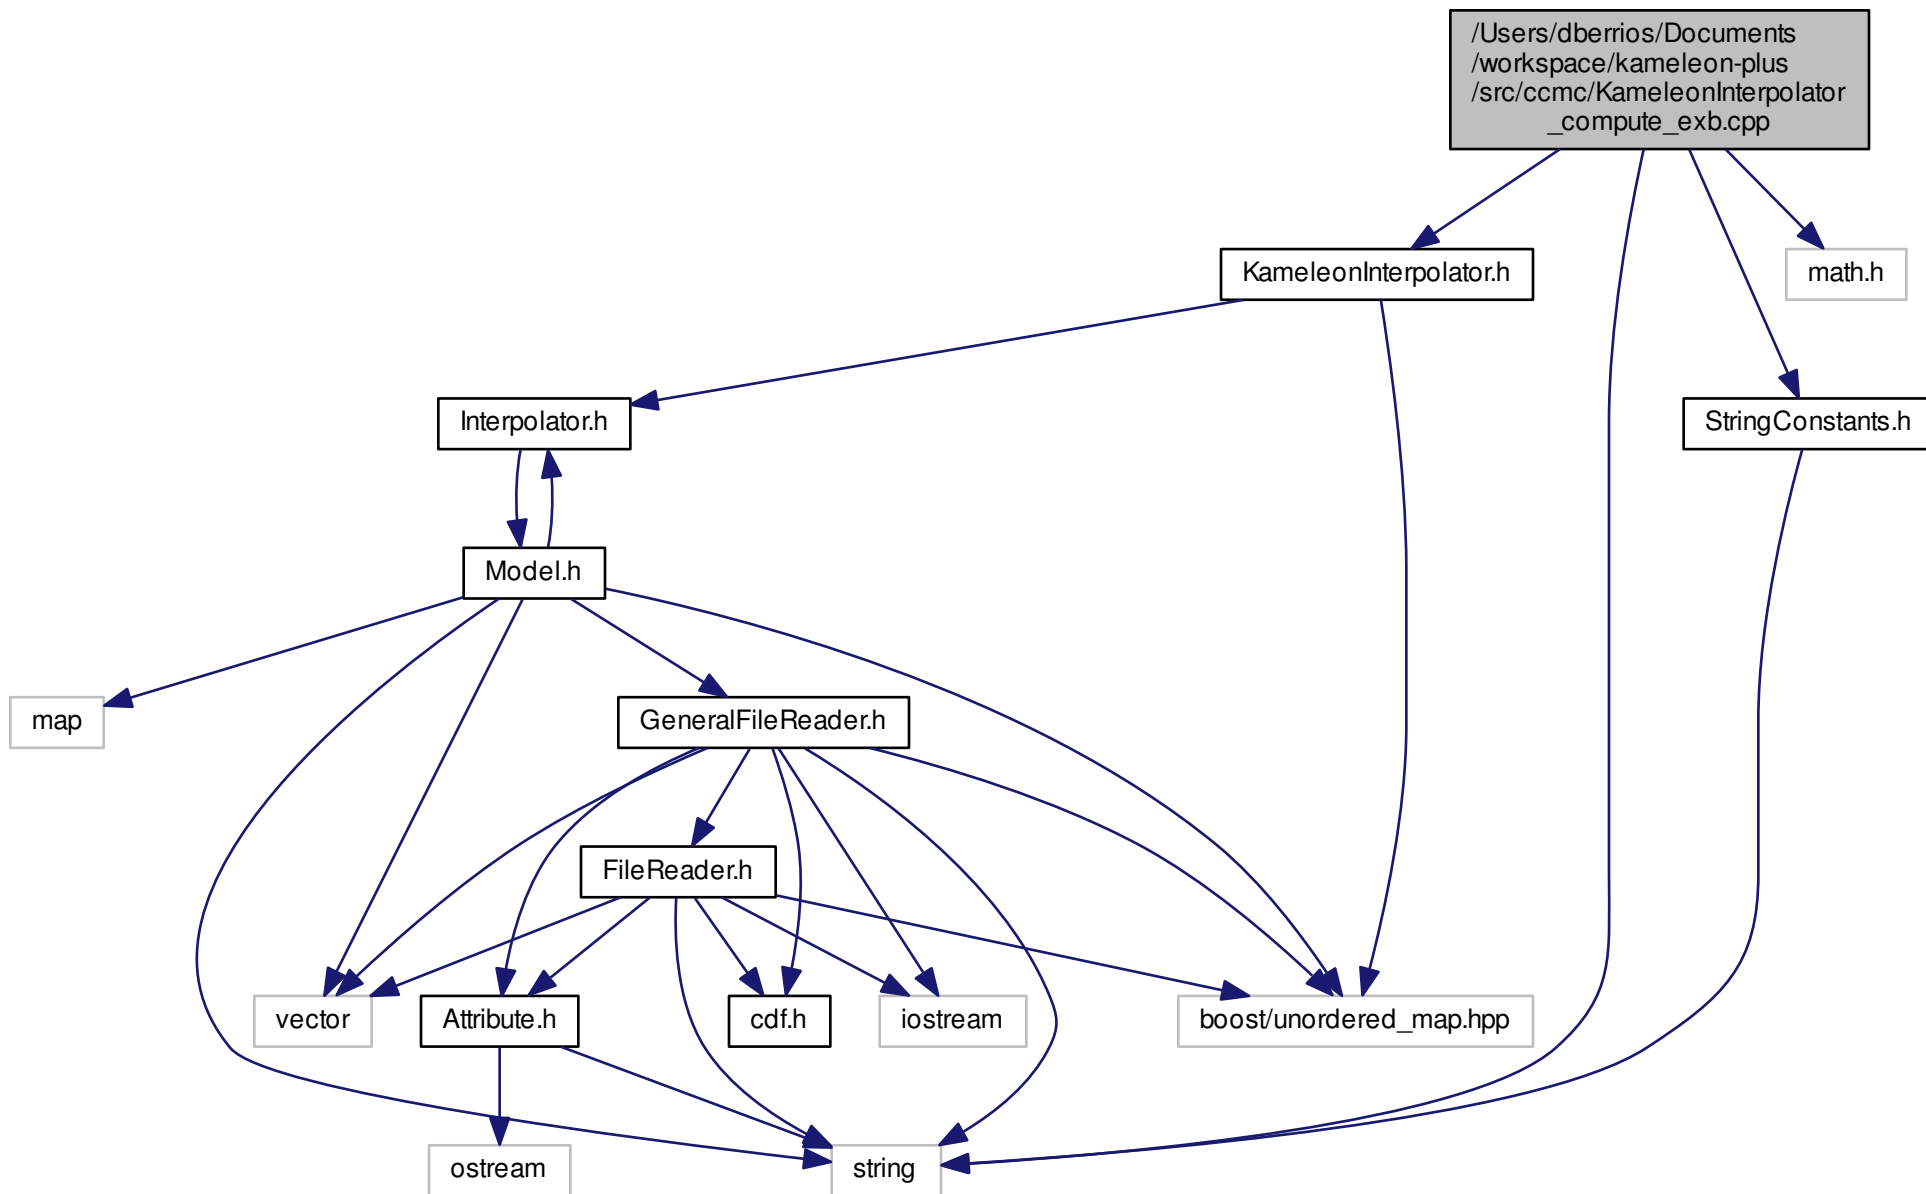 /Users/dberrios/Documents
/workspace/kameleon-plus
/src/ccmc/KameleonInterpolator
_compute_exb.cpp
KameleonInterpolator.h
math.h
Interpolator.h
StringConstants.h
Model.h
map
GeneralFileReader.h
FileReader.h
vector
Attribute.h
cdf.h
iostream
boost/unordered_map.hpp
ostream
string